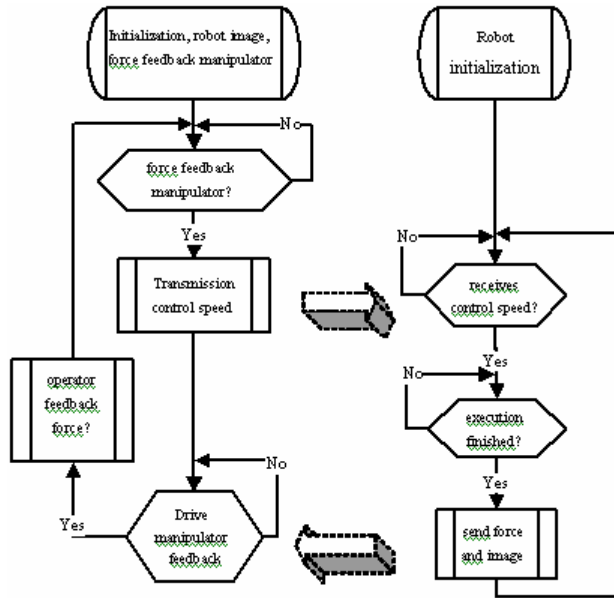 Initialization, robot image,
force feedback manipulator
No
force feedback
manipulator?
Yes
Transmission
control speed
operator
feedback
force?
No
Yes
Drive
manipulator
feedback
Robot
initialization
No
Yes
receives
control speed?
Yes
No
execution
finished?
Yes
send force
and image